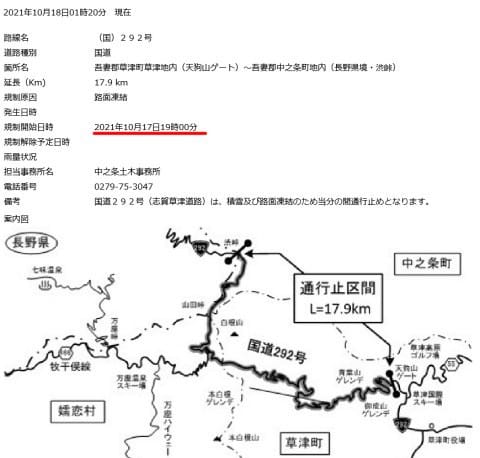 2021年10月18日01時20分　現在
路線名　（国）２９２号
道路種別　国道
箇所名　吾妻郡草津町草津地内（天狗山ゲート）～吾妻郡中之条町地内（長野県境・渋峠）
延長（Km)　17.9 km
規制原因　路面凍結
発生日時
規制開始日時　2021年10月17日19時00分
規制解除予定日時
雨量状況
担当事務所名　中之条土木事務所
電話番号　0279-75-3047
備考　国道２９２号（志賀草津道路）は、積雪及び路面凍結のため当分の間通行止めとなります。
案内図
長野県
292
渋峠
中之条町
七味温泉
通行止区間
L=17.9km
山田峠
万座峠
白根山
草津高原
ゴルフ場
国道292号
466
牧干俣線
天狗山
ゲート
55
青葉山
ゲレンデ
万座温泉
スキー場
本白根
ゲレンデ
御成山
ゲレンデ
草津国際
スキー場
嬬恋村
万座ハイウェー
292
本白根山
草津町
草津町役場